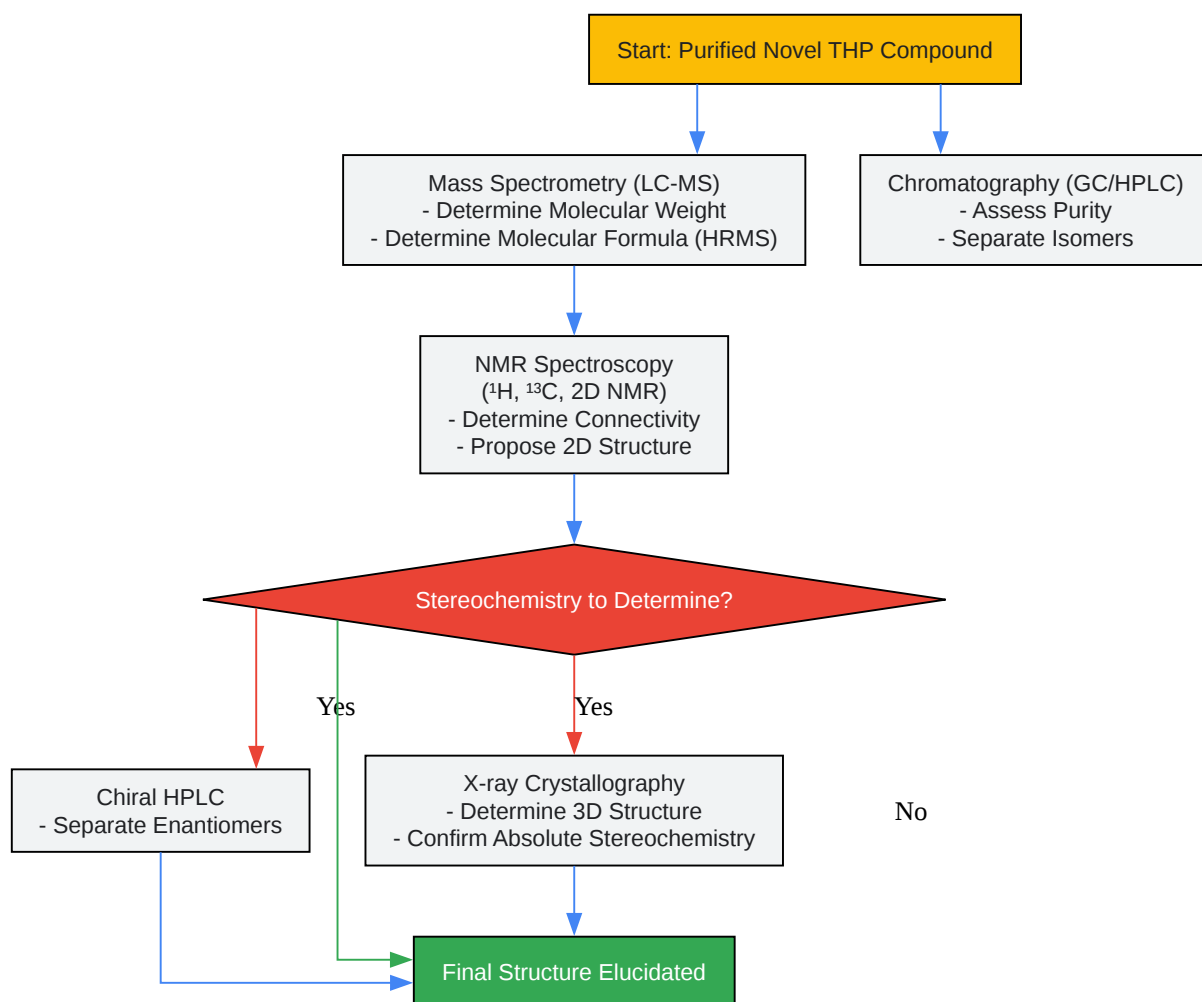 Start: Purified Novel THP Compound
Mass Spectrometry (LC-MS)
- Determine Molecular Weight
- Determine Molecular Formula (HRMS)
Chromatography (GC/HPLC)
- Assess Purity
- Separate Isomers
NMR Spectroscopy
(¹H, ¹³C, 2D NMR)
- Determine Connectivity
- Propose 2D Structure
Stereochemistry to Determine?
Yes
Yes
Chiral HPLC
- Separate Enantiomers
X-ray Crystallography
- Determine 3D Structure
- Confirm Absolute Stereochemistry
No
Final Structure Elucidated